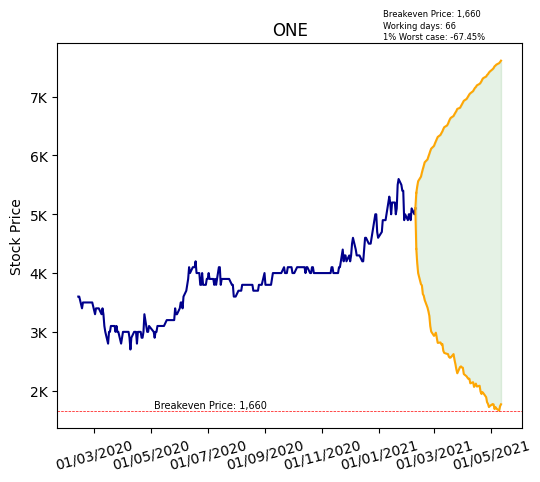 Breakeven Price: 1,660
Working days: 66
1% Worst case: -67.45%
ONE
Stock Price
7K
6K
5K
4K
3K
2K
Breakeven Price: 1,660
01/03/2020
01/05/2020
01/07/2020
01/09/2020
01/11/2020
01/01/2021
01/03/2021
01/05/2021